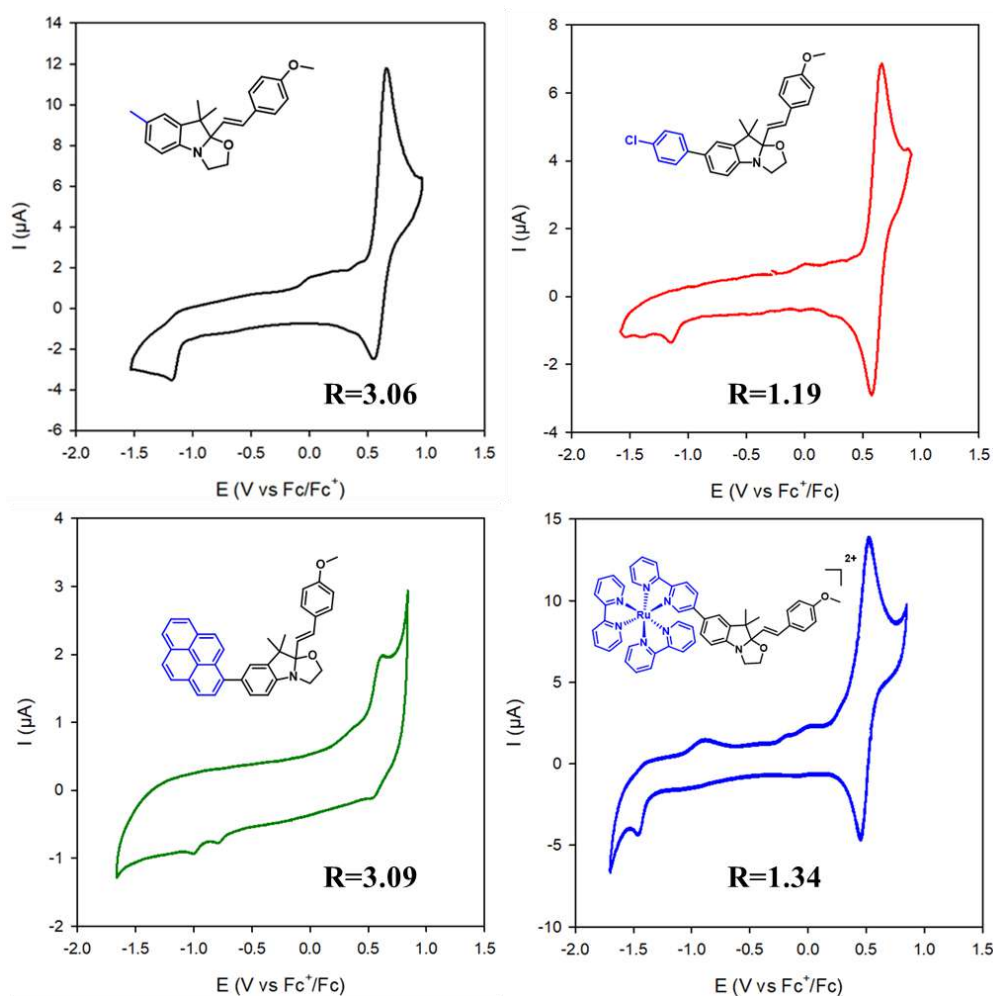 I (µA)
14
12
10
8
6
4
2
0
-2
-4
-6
-2.0 -1.5 -1.0 -0.5 0.0 0.5 1.0 1.5
E (V vs Fc/Fc⁺)
O
N
O
R=3.06
I (µA)
8
6
4
2
0
-2
-4
-2.0 -1.5 -1.0 -0.5 0.0 0.5 1.0 1.5
E (V vs Fc⁺/Fc)
O
Cl
N
O
R=1.19
I (µA)
4
3
2
1
0
-1
-2
-2.0 -1.5 -1.0 -0.5 0.0 0.5 1.0 1.5
E (V vs Fc⁺/Fc)
O
N
O
R=3.09
I (µA)
15
10
5
0
-5
-10
-2.0 -1.5 -1.0 -0.5 0.0 0.5 1.0 1.5
E (V vs Fc⁺/Fc)
2+
O
N
N
N
Ru
N
N
N
N
O
R=1.34